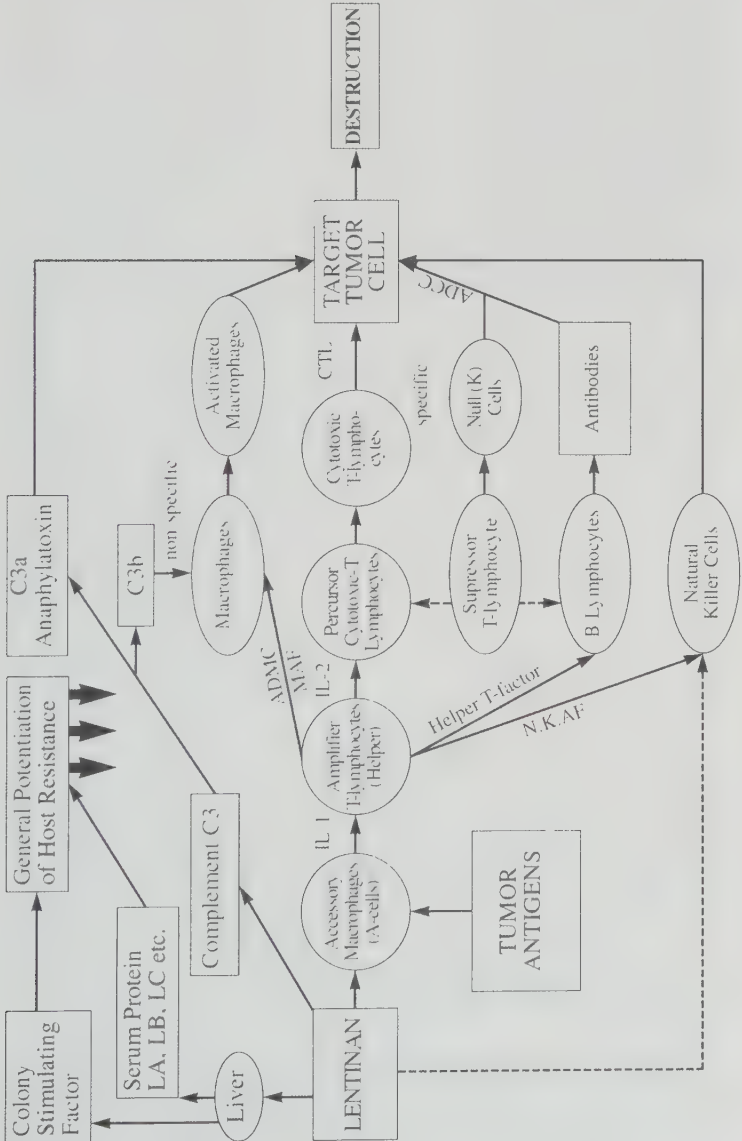 Colony
Stimulating
Factor
General Potentiation
of Host Resistance
C3a
Anaphylatoxin
Serum Protein
LA, LB, LC etc.
C3b
non specific
Complement C3
Liver
ADMC
MAF
Macrophages
Activated
Macrophages
LENTINAN
Accessory
Macrophages
(A-cells)
IL-1
Amplifier
T-lymphocytes
(Helper)
IL-2
Percursor
Cytotoxic-T
Lymphocytes
Cytotoxic
T-lympho-
cytes
CTL
TARGET
TUMOR
CELL
DESTRUCTION
specific
TUMOR
ANTIGENS
Supressor
T-lymphocyte
Null (K)
Cells
ADCC
Helper T-factor
B Lymphocytes
Antibodies
N.K.AF
Natural
Killer Cells